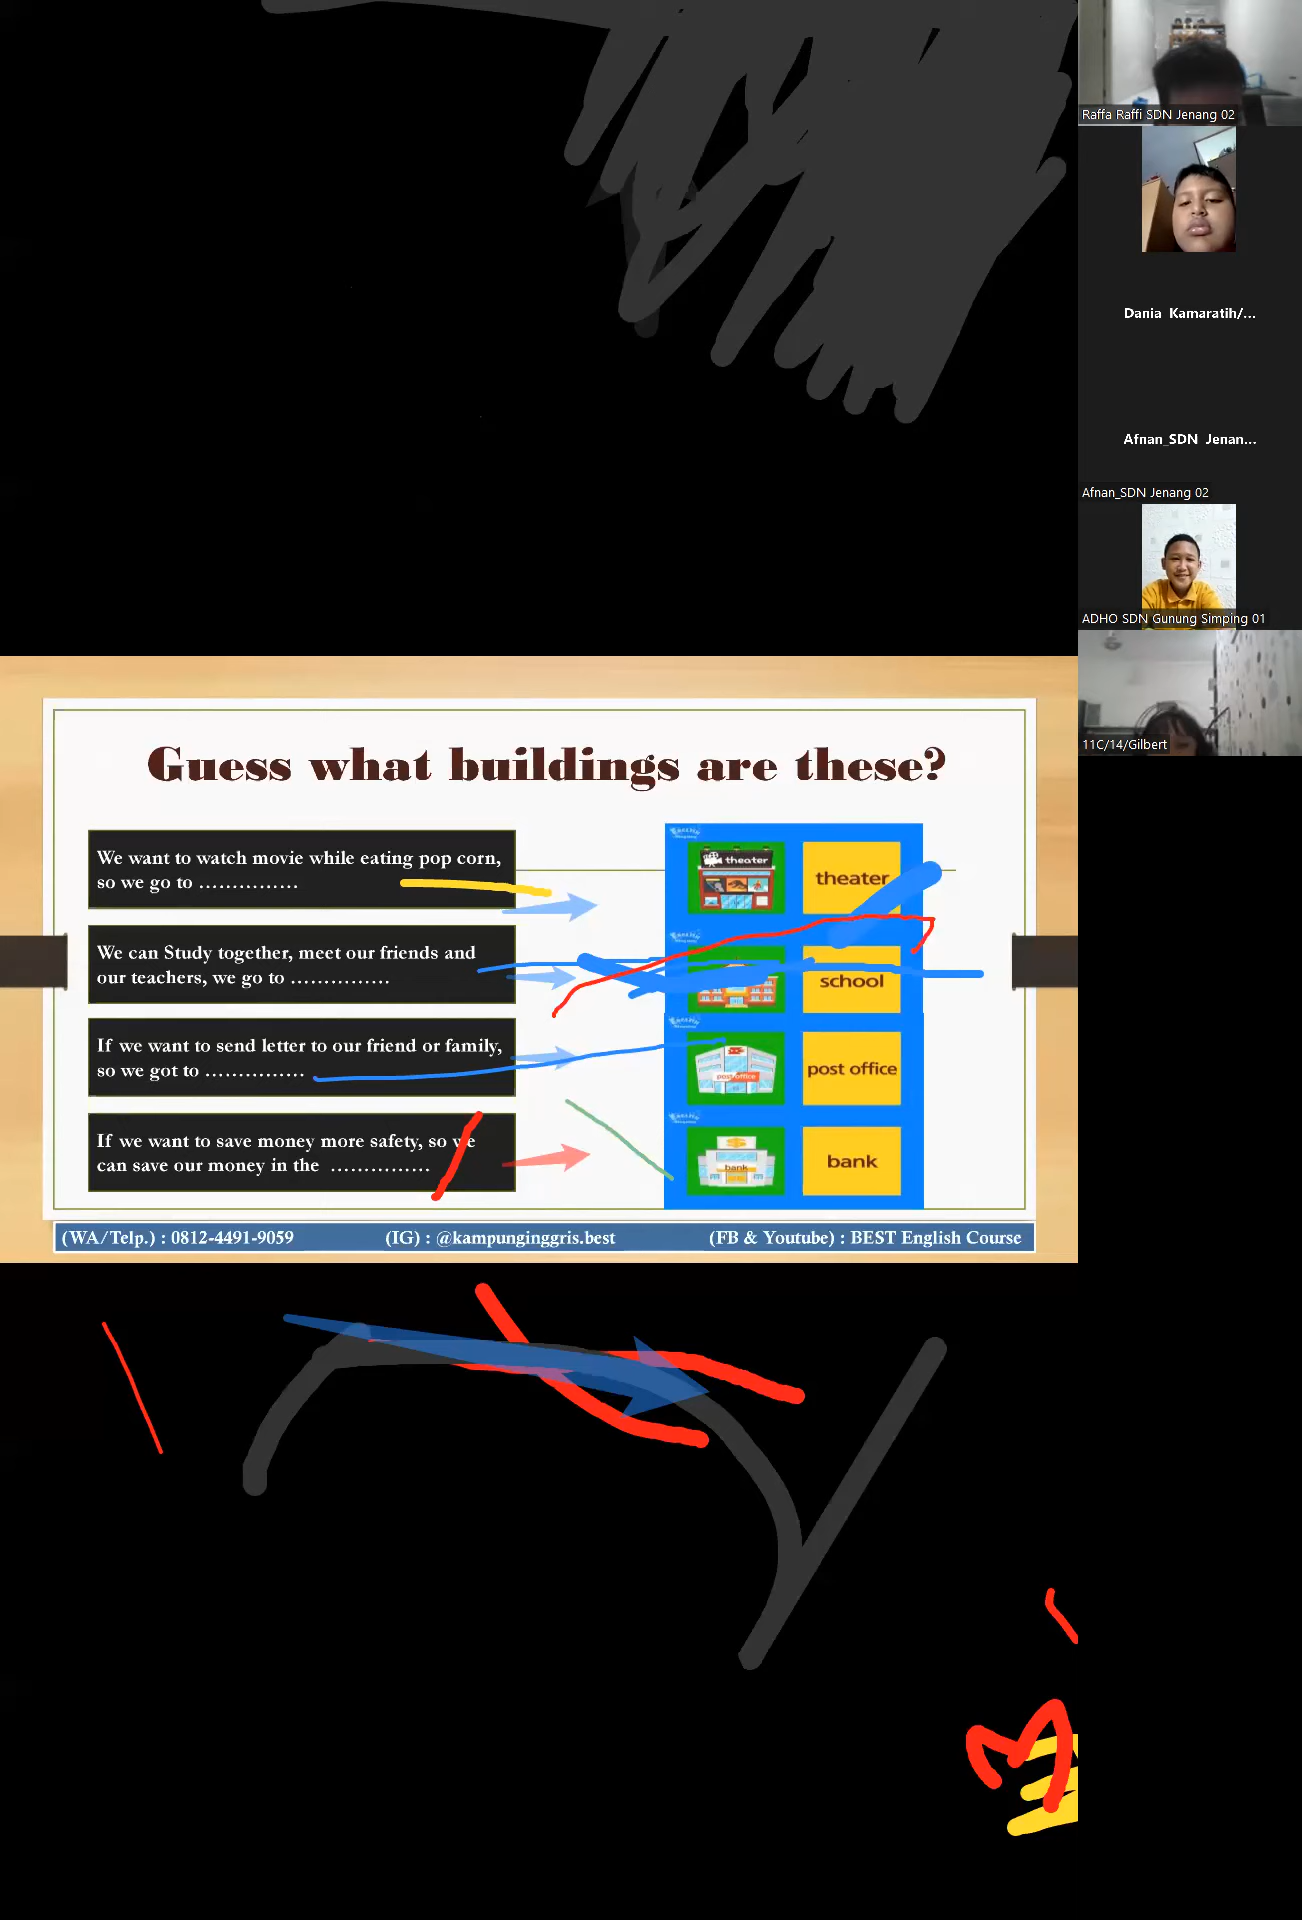 Raffa Raffi SDN Jenang 02
Dania Kamaratih/...
Afnan_SDN Jenan...
Afnan_SDN Jenang 02
ADHO SDN Gunung Simping 01
11C/14/Gilbert
Guess what buildings are these?
We want to watch movie while eating pop corn,
so we go to ……………
We can Study together, meet our friends and
our teachers, we go to ……………
If we want to send letter to our friend or family,
so we got to ……………
If we want to save money more safety, so we
can save our money in the ……………
theater
theater
school
post office
post office
bank
bank
(WA/Telp.) : 0812-4491-9059
(IG) : @kampunginggris.best
(FB & Youtube) : BEST English Course